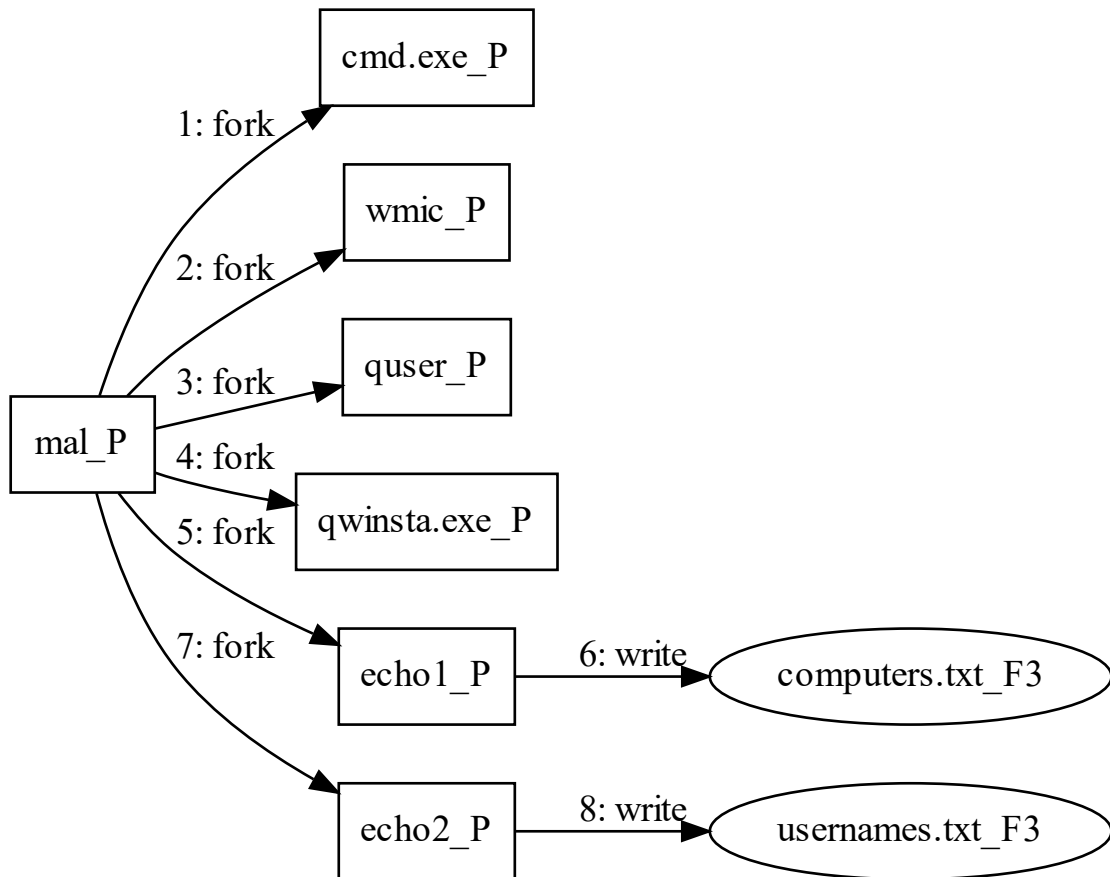 cmd.exe_P
1: fork
wmic_P
2: fork
quser_P
3: fork
mal_P
4: fork
qwinsta.exe_P
5: fork
6: write
7: fork
echo1_P
computers.txt_F3
8: write
echo2_P
usernames.txt_F3